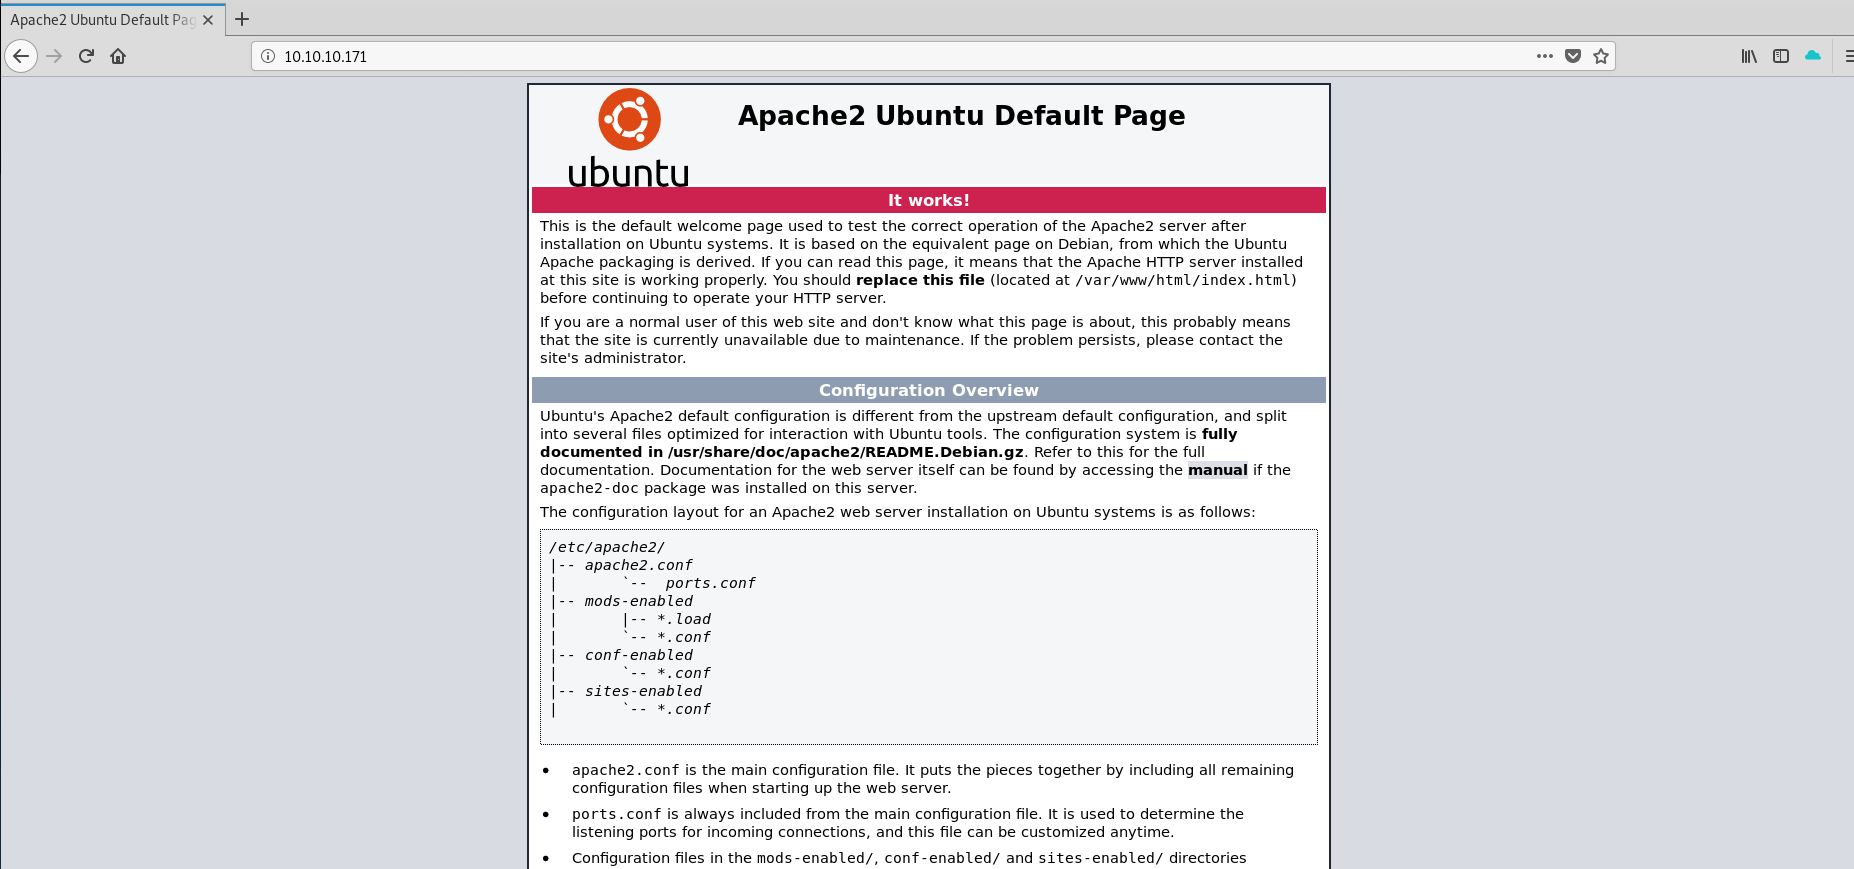 Apache2 Ubuntu Default Pag
10.10.10.171
ubuntu
Apache2 Ubuntu Default Page
It works!
This is the default welcome page used to test the correct operation of the Apache2 server after
installation on Ubuntu systems. It is based on the equivalent page on Debian, from which the Ubuntu
Apache packaging is derived. If you can read this page, it means that the Apache HTTP server installed
at this site is working properly. You should replace this file (located at /var/www/html/index.html)
before continuing to operate your HTTP server.
If you are a normal user of this web site and don't know what this page is about, this probably means
that the site is currently unavailable due to maintenance. If the problem persists, please contact the
site's administrator.
Configuration Overview
Ubuntu's Apache2 default configuration is different from the upstream default configuration, and split
into several files optimized for interaction with Ubuntu tools. The configuration system is fully
documented in /usr/share/doc/apache2/README.Debian.gz. Refer to this for the full
documentation. Documentation for the web server itself can be found by accessing the manual if the
apache2-doc package was installed on this server.
The configuration layout for an Apache2 web server installation on Ubuntu systems is as follows:
/etc/apache2/
|-- apache2.conf
|       `--  ports.conf
|-- mods-enabled
|       |-- *.load
|       `-- *.conf
|-- conf-enabled
|       `-- *.conf
|-- sites-enabled
|       `-- *.conf
• apache2.conf is the main configuration file. It puts the pieces together by including all remaining
configuration files when starting up the web server.
• ports.conf is always included from the main configuration file. It is used to determine the
listening ports for incoming connections, and this file can be customized anytime.
• Configuration files in the mods-enabled/, conf-enabled/ and sites-enabled/ directories